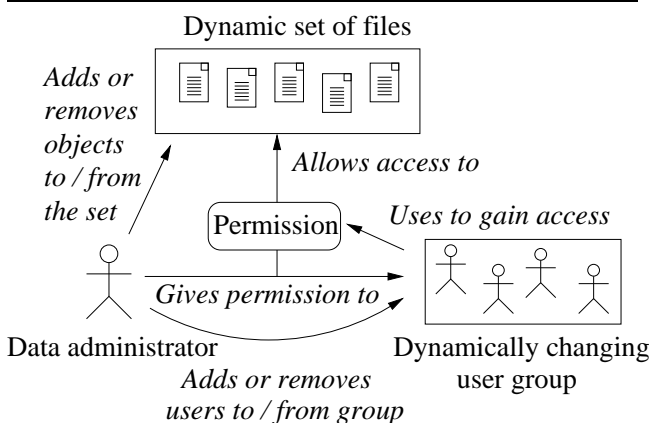 Dynamic set of files
Adds or
removes
objects
to / from
the set
Allows access to
Permission
Uses to gain access
Gives permission to
Data administrator
Dynamically changing
user group
Adds or removes
users to / from group